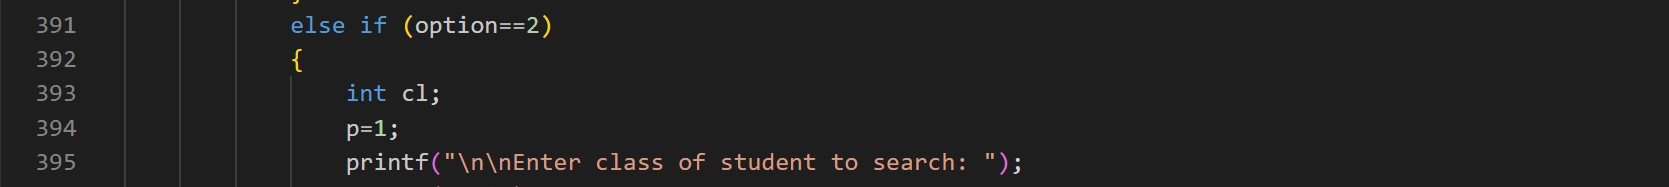 391 else if (option==2)
392 {
393 int cl;
394 p=1;
395 printf("\n\nEnter class of student to search: ");